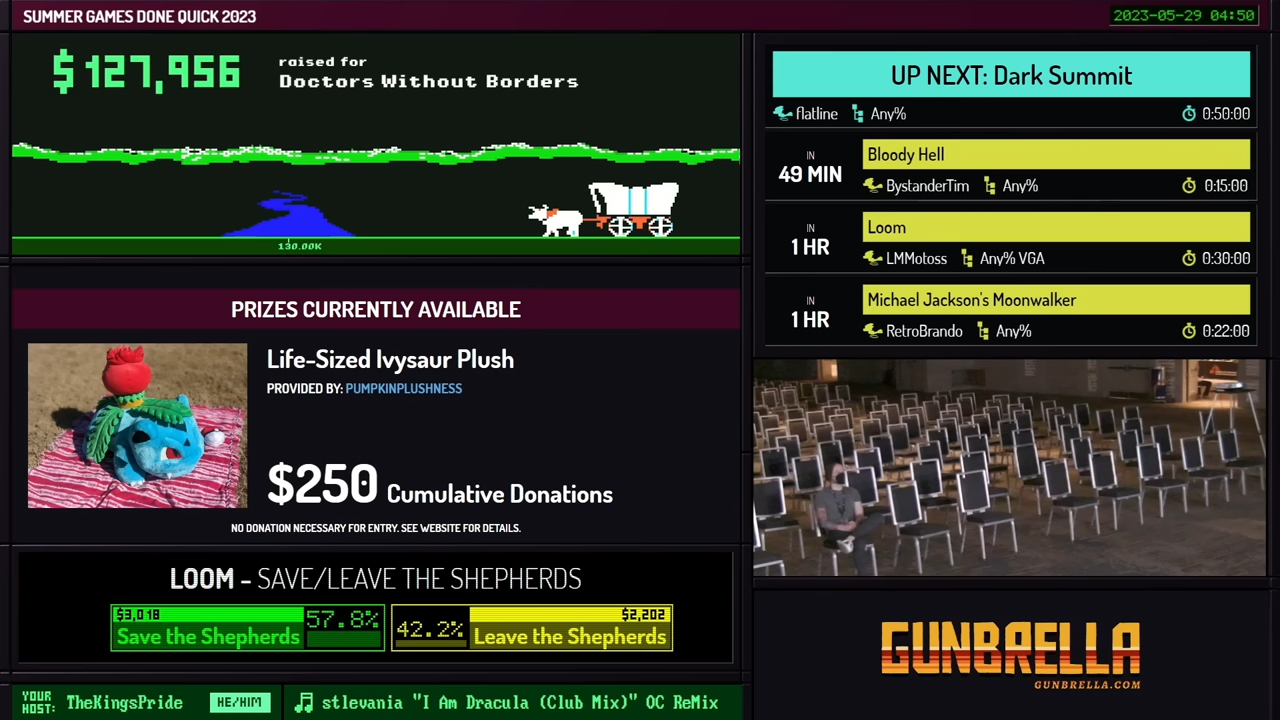 SUMMER GAMES DONE QUICK 2023
2023-05-29 04:50
$127,956
raised for
Doctors Without Borders
130.00K
PRIZES CURRENTLY AVAILABLE
Life-Sized Ivysaur Plush
PROVIDED BY: PUMPKINPLUSHNESS
$250 Cumulative Donations
NO DONATION NECESSARY FOR ENTRY. SEE WEBSITE FOR DETAILS.
LOOM - SAVE/LEAVE THE SHEPHERDS
$3,018
57.8%
Save the Shepherds
$2,202
42.2%
Leave the Shepherds
UP NEXT: Dark Summit
flatline Any% 0:50:00
IN
49 MIN
Bloody Hell
BystanderTim Any% 0:15:00
IN
1 HR
Loom
LMMotoss Any% VGA 0:30:00
IN
1 HR
Michael Jackson's Moonwalker
RetroBrando Any% 0:22:00
GUNBRELLA
GUNBRELLA.COM
YOUR
HOST:
TheKingsPride HE/HIM
stlevania "I Am Dracula (Club Mix)" OC ReMix